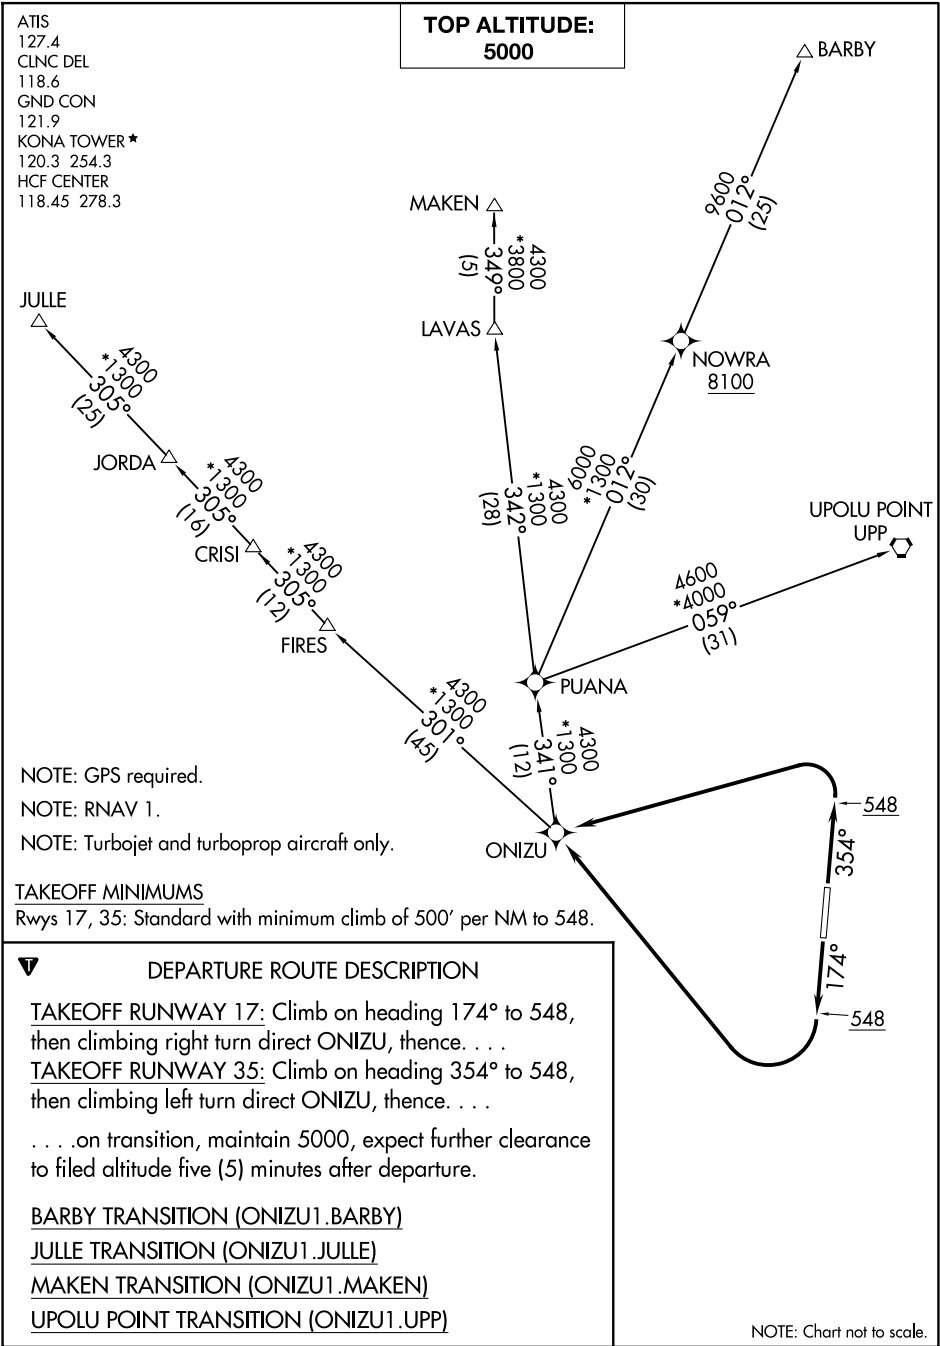 ATIS
127.4
CLNC DEL
118.6
GND CON
121.9
KONA TOWER★
120.3 254.3
HCF CENTER
118.45 278.3
TOP ALTITUDE:
5000
BARBY
9600
012°
(25)
MAKEN
4300
*3800
349°
(5)
LAVAS
JULLE
4300
*1300
305°
(25)
JORDA
4300
*1300
305°
(16)
CRISI
4300
*1300
305°
(12)
FIRES
4300
*1300
301°
(45)
NOWRA
8100
4300
*1300
342°
(28)
6000
*1300
012°
(30)
UPOLU POINT
UPP
4600
*4000
059°
(31)
PUANA
4300
*1300
341°
(12)
ONIZU
548
354°
174°
548
NOTE: GPS required.
NOTE: RNAV 1.
NOTE: Turbojet and turboprop aircraft only.
TAKEOFF MINIMUMS
Rwys 17, 35: Standard with minimum climb of 500' per NM to 548.
T
DEPARTURE ROUTE DESCRIPTION
TAKEOFF RUNWAY 17: Climb on heading 174° to 548,
then climbing right turn direct ONIZU, thence. . . .
TAKEOFF RUNWAY 35: Climb on heading 354° to 548,
then climbing left turn direct ONIZU, thence. . . .
. . . .on transition, maintain 5000, expect further clearance
to filed altitude five (5) minutes after departure.
BARBY TRANSITION (ONIZU1.BARBY)
JULLE TRANSITION (ONIZU1.JULLE)
MAKEN TRANSITION (ONIZU1.MAKEN)
UPOLU POINT TRANSITION (ONIZU1.UPP)
NOTE: Chart not to scale.